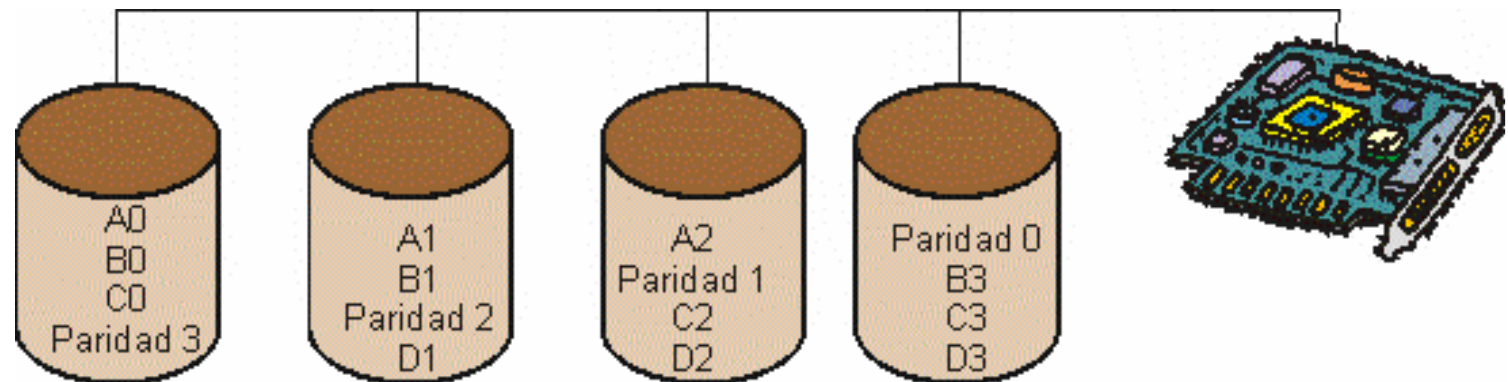 A0
B0
C0
Paridad 3
A1
B1
Paridad 2
D1
A2
Paridad 1
C2
D2
Paridad 0
B3
C3
D3